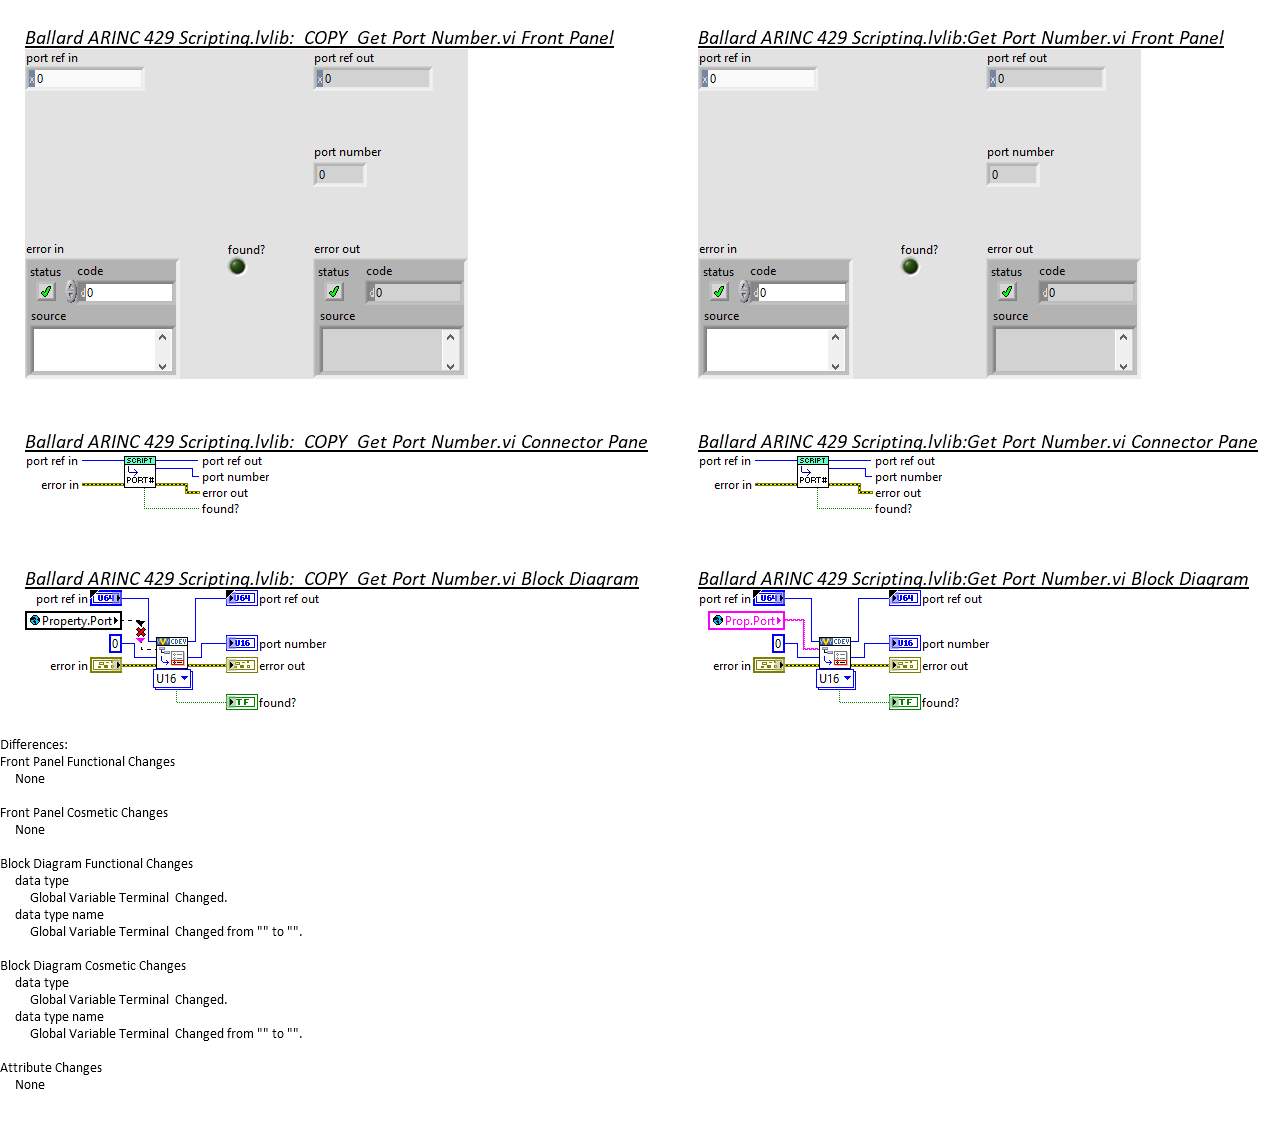 Ballard ARINC 429 Scripting.lvlib:_COPY_Get Port Number.vi Front Panel
port ref in
port ref out
x 0
x 0
port number
0
error in
found?
error out
status
code
d 0
source
status
code
d 0
source
Ballard ARINC 429 Scripting.lvlib:Get Port Number.vi Front Panel
port ref in
port ref out
x 0
x 0
port number
0
error in
found?
error out
status
code
d 0
source
status
code
d 0
source
Ballard ARINC 429 Scripting.lvlib:_COPY_Get Port Number.vi Connector Pane
port ref in
SCRIPT
PORT#
port ref out
port number
error in
error out
found?
Ballard ARINC 429 Scripting.lvlib:Get Port Number.vi Connector Pane
port ref in
SCRIPT
PORT#
port ref out
port number
error in
error out
found?
Ballard ARINC 429 Scripting.lvlib:_COPY_Get Port Number.vi Block Diagram
port ref in
U64
U64
port ref out
Property.Port
0
CDEV
U16
port number
error in
error out
U16
TF
found?
Ballard ARINC 429 Scripting.lvlib:Get Port Number.vi Block Diagram
port ref in
U64
U64
port ref out
Prop.Port
0
CDEV
U16
port number
error in
error out
U16
TF
found?
Differences:
Front Panel Functional Changes
None
Front Panel Cosmetic Changes
None
Block Diagram Functional Changes
data type
Global Variable Terminal  Changed.
data type name
Global Variable Terminal  Changed from "" to "".
Block Diagram Cosmetic Changes
data type
Global Variable Terminal  Changed.
data type name
Global Variable Terminal  Changed from "" to "".
Attribute Changes
None